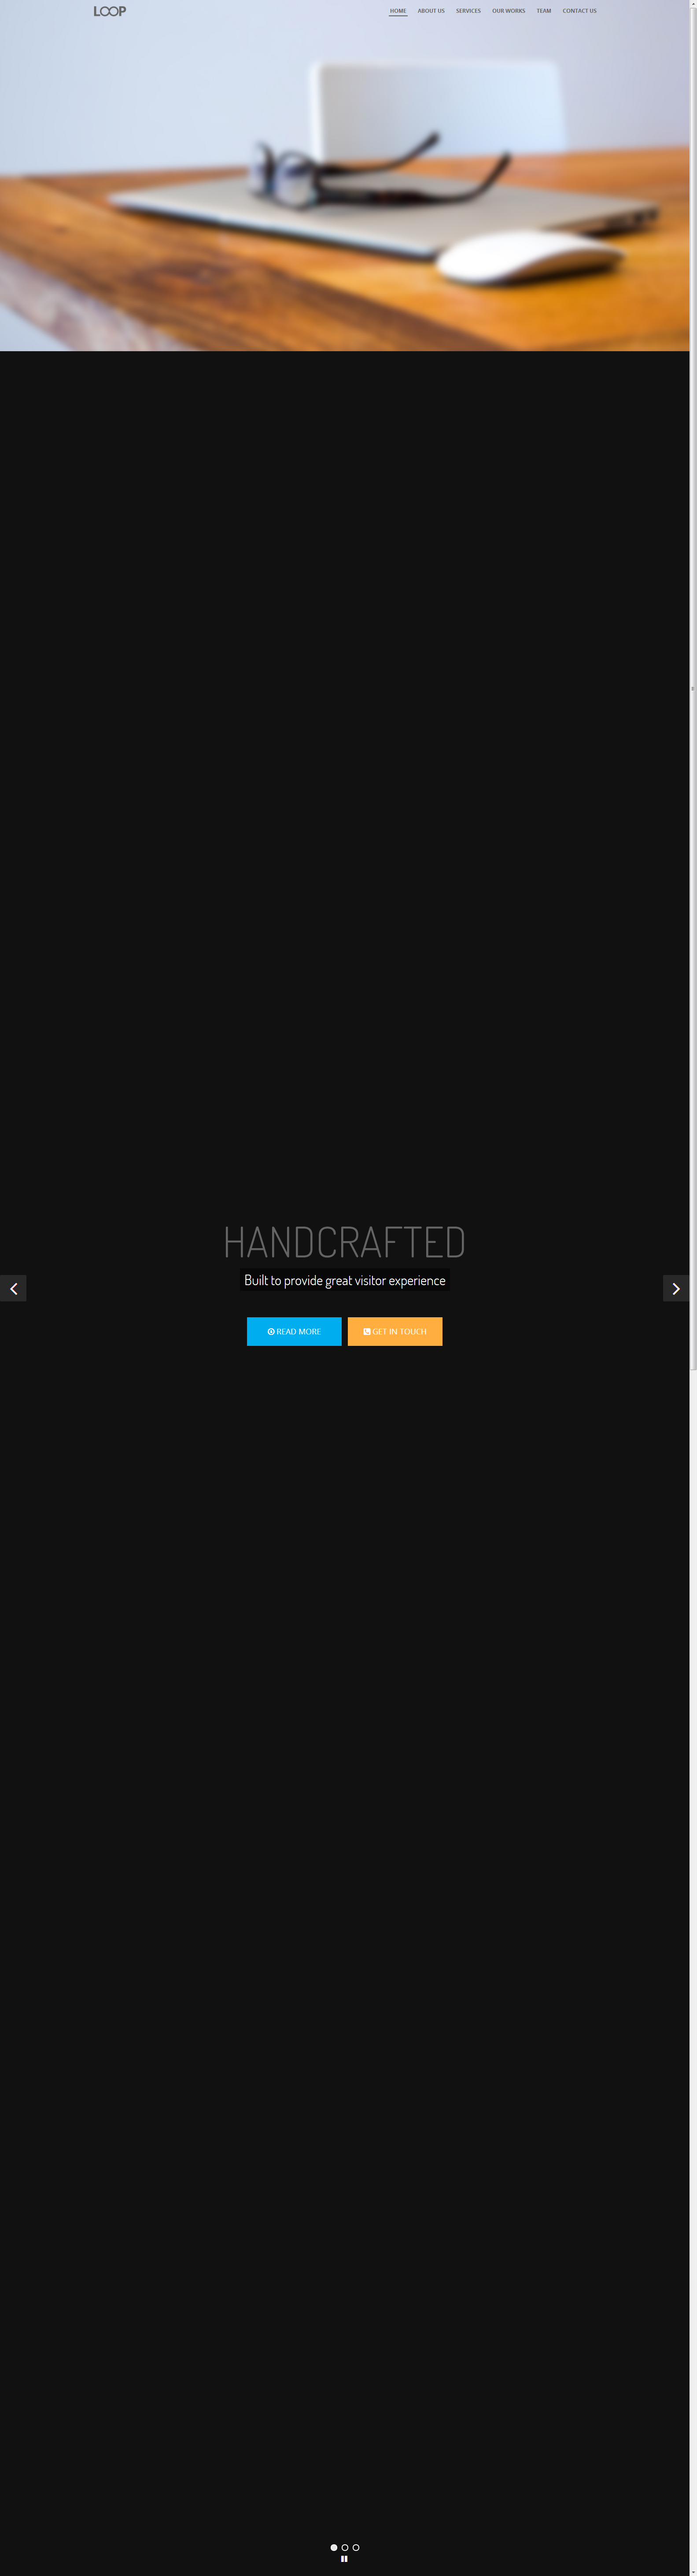 LOOP
HOME ABOUT US SERVICES OUR WORKS TEAM CONTACT US
HANDCRAFTED
Built to provide great visitor experience
READ MORE GET IN TOUCH